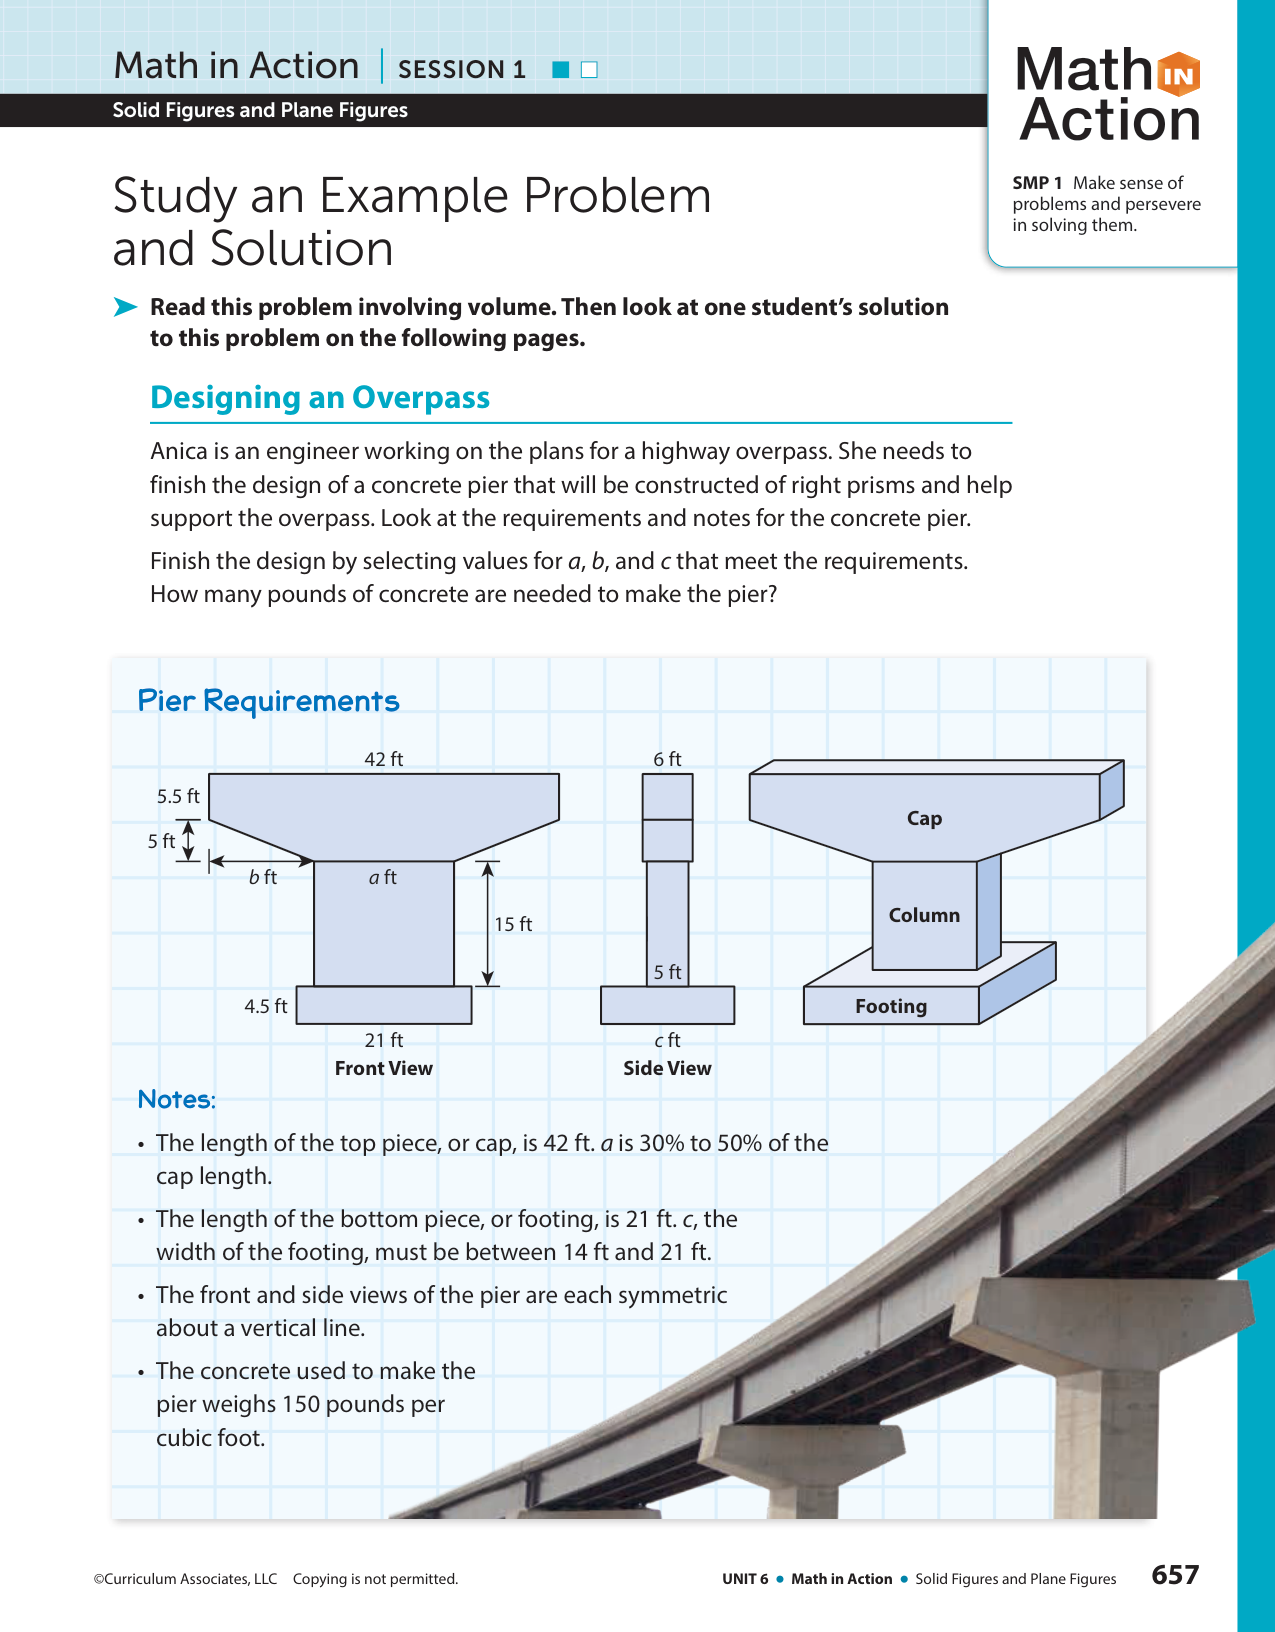 Math in Action | SESSION 1
Solid Figures and Plane Figures
Math IN
Action
SMP 1 Make sense of
problems and persevere
in solving them.
Study an Example Problem
and Solution
Read this problem involving volume. Then look at one student’s solution
to this problem on the following pages.
Designing an Overpass
Anica is an engineer working on the plans for a highway overpass. She needs to
finish the design of a concrete pier that will be constructed of right prisms and help
support the overpass. Look at the requirements and notes for the concrete pier.
Finish the design by selecting values for a, b, and c that meet the requirements.
How many pounds of concrete are needed to make the pier?
Pier Requirements
42 ft
5.5 ft
5 ft
b ft
a ft
15 ft
4.5 ft
21 ft
Front View
6 ft
5 ft
c ft
Side View
Cap
Column
Footing
Notes:
• The length of the top piece, or cap, is 42 ft. a is 30% to 50% of the
cap length.
• The length of the bottom piece, or footing, is 21 ft. c, the
width of the footing, must be between 14 ft and 21 ft.
• The front and side views of the pier are each symmetric
about a vertical line.
• The concrete used to make the
pier weighs 150 pounds per
cubic foot.
©Curriculum Associates, LLC Copying is not permitted.
UNIT 6 • Math in Action • Solid Figures and Plane Figures 657